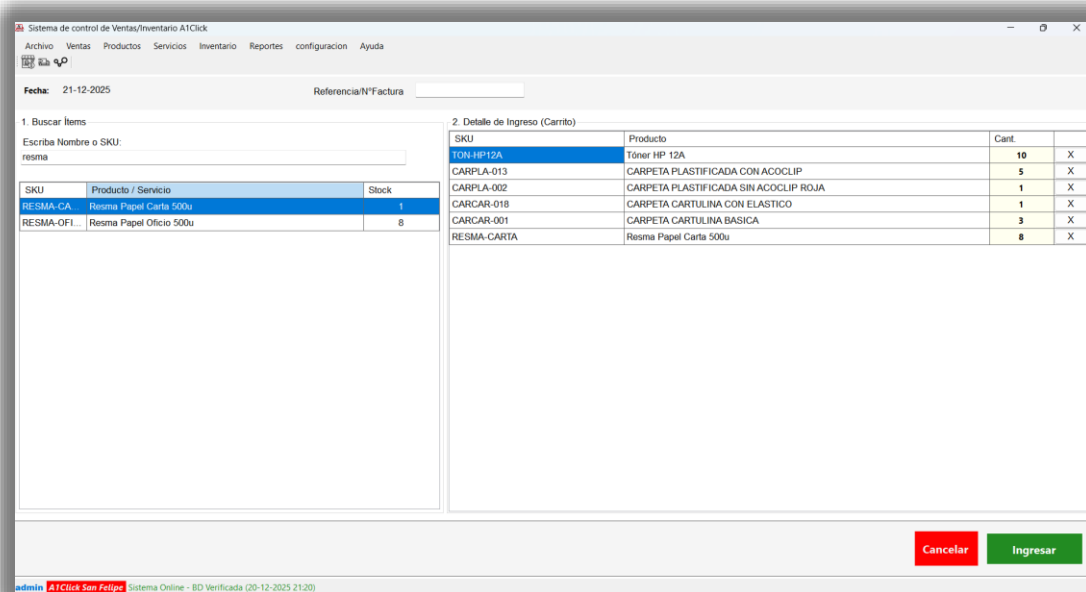 Sistema de control de Ventas/Inventario A1Click
Archivo Ventas Productos Servicios Inventario Reportes configuracion Ayuda
Fecha: 21-12-2025 Referencia/N°Factura
1. Buscar Ítems
Escriba Nombre o SKU:
resma
SKU Producto / Servicio Stock
RESMA-CA... Resma Papel Carta 500u 1
RESMA-OFI... Resma Papel Oficio 500u 8
2. Detalle de Ingreso (Carrito)
SKU Producto Cant.
TON-HP12A Tóner HP 12A 10 X
CARPLA-013 CARPETA PLASTIFICADA CON ACOCLIP 5 X
CARPLA-002 CARPETA PLASTIFICADA SIN ACOCLIP ROJA 1 X
CARCAR-018 CARPETA CARTULINA CON ELASTICO 1 X
CARCAR-001 CARPETA CARTULINA BASICA 3 X
RESMA-CARTA Resma Papel Carta 500u 8 X
Cancelar Ingresar
admin A1Click San Felipe Sistema Online - BD Verificada (20-12-2025 21:20)